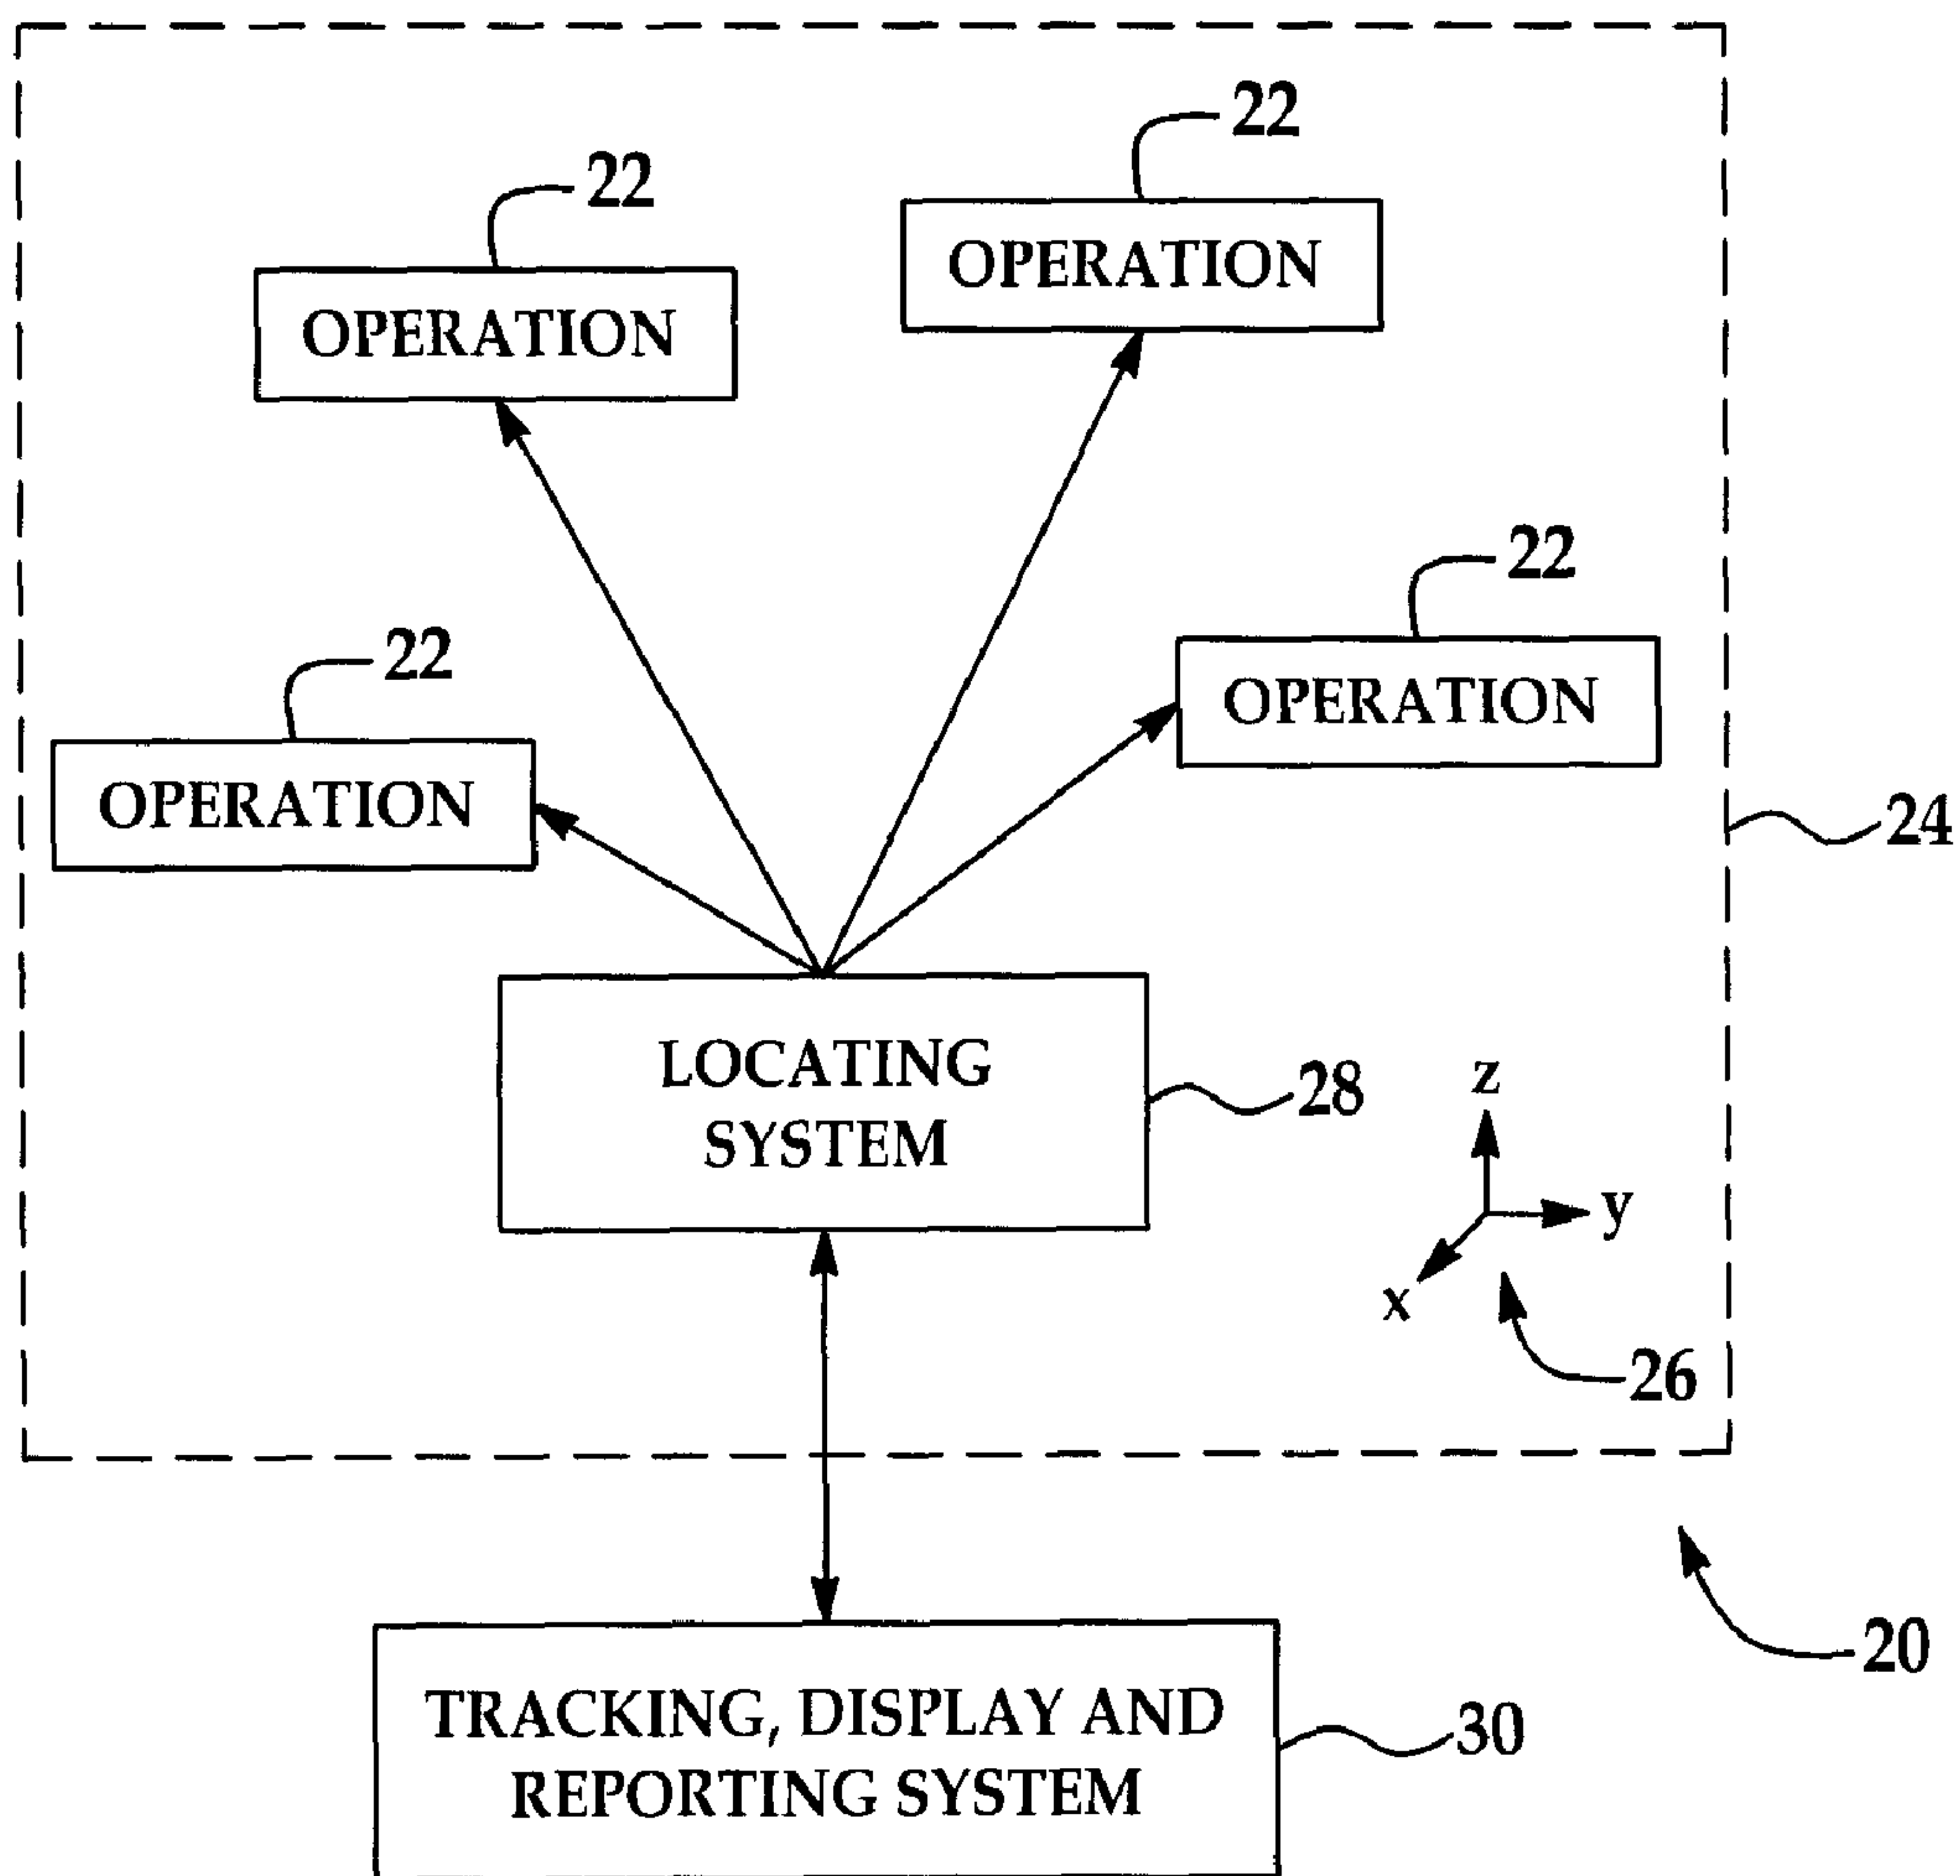 22
22
OPERATION
OPERATION
22
22
OPERATION
OPERATION
24
LOCATING
SYSTEM
28
z
y
x
26
20
TRACKING, DISPLAY AND
REPORTING SYSTEM
30